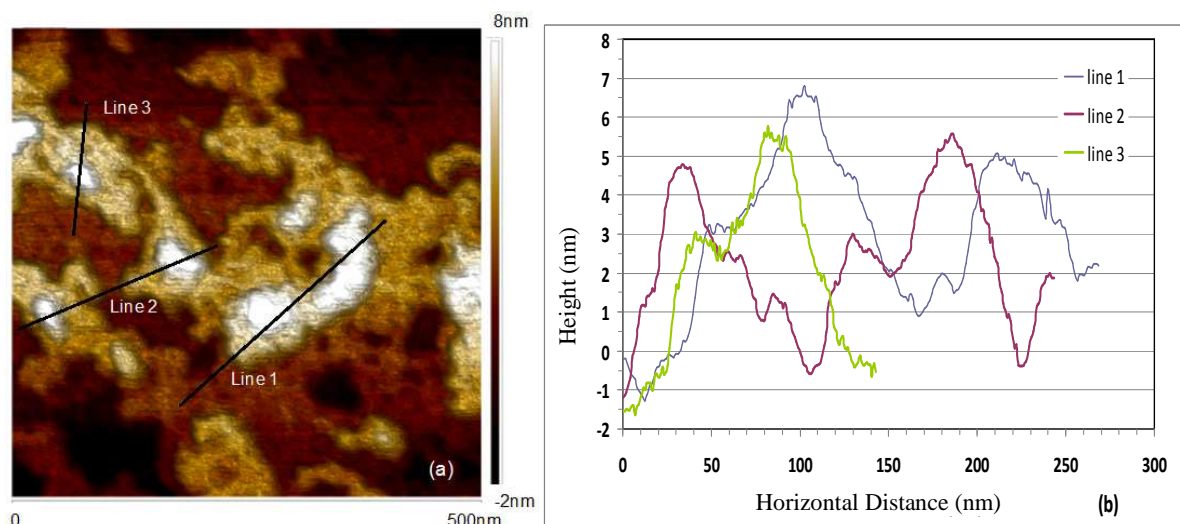 8nm
Line 3
Line 2
Line 1
(a)
-2nm
0
500nm
8
7
6
5
4
3
2
1
0
-1
-2
Height (nm)
line 1
line 2
line 3
0 50 100 150 200 250 300
Horizontal Distance (nm)
(b)